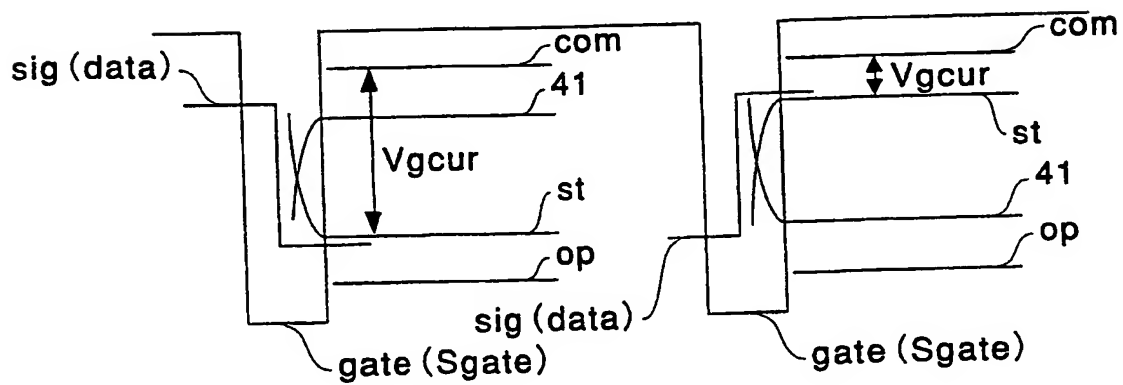 com
sig (data)
41
Vgcur
st
op
gate (Sgate)
com
Vgcur
st
41
op
sig (data)
gate (Sgate)